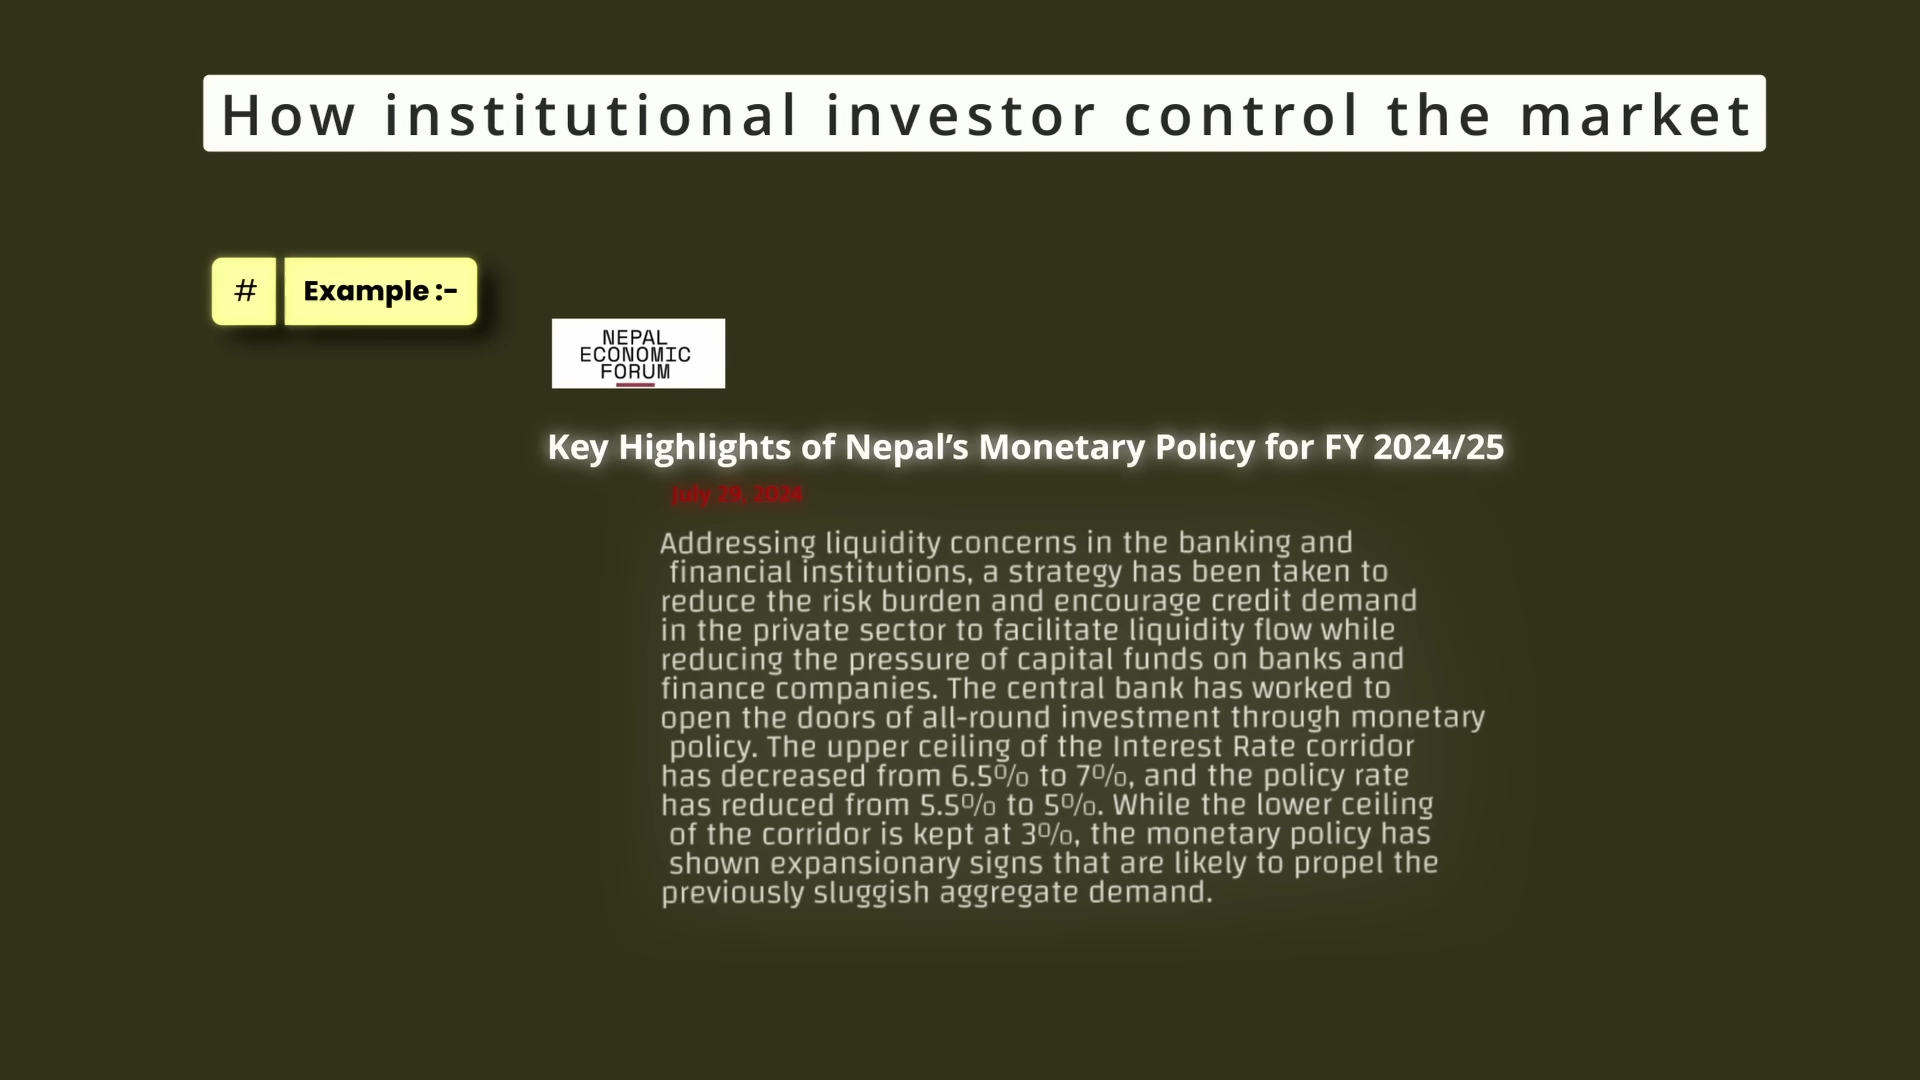 How institutional investor control the market
# Example :-
NEPAL
ECONOMIC
FORUM
Key Highlights of Nepal’s Monetary Policy for FY 2024/25
July 29, 2024
Addressing liquidity concerns in the banking and
financial institutions, a strategy has been taken to
reduce the risk burden and encourage credit demand
in the private sector to facilitate liquidity flow while
reducing the pressure of capital funds on banks and
finance companies. The central bank has worked to
open the doors of all-round investment through monetary
policy. The upper ceiling of the Interest Rate corridor
has decreased from 6.5% to 7%, and the policy rate
has reduced from 5.5% to 5%. While the lower ceiling
of the corridor is kept at 3%, the monetary policy has
shown expansionary signs that are likely to propel the
previously sluggish aggregate demand.